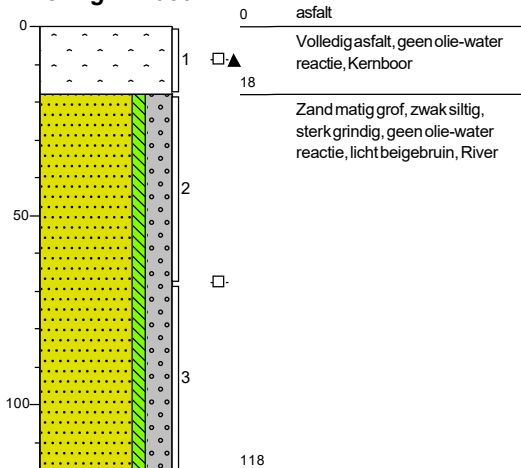 0
asfalt
0
Volledig asfalt, geen olie-water
1
reactie, Kernboor
18
Zand matig grof, zwak siltig,
sterk grindig, geen olie-water
reactie, licht beigebruin, River
2
50
3
100
118